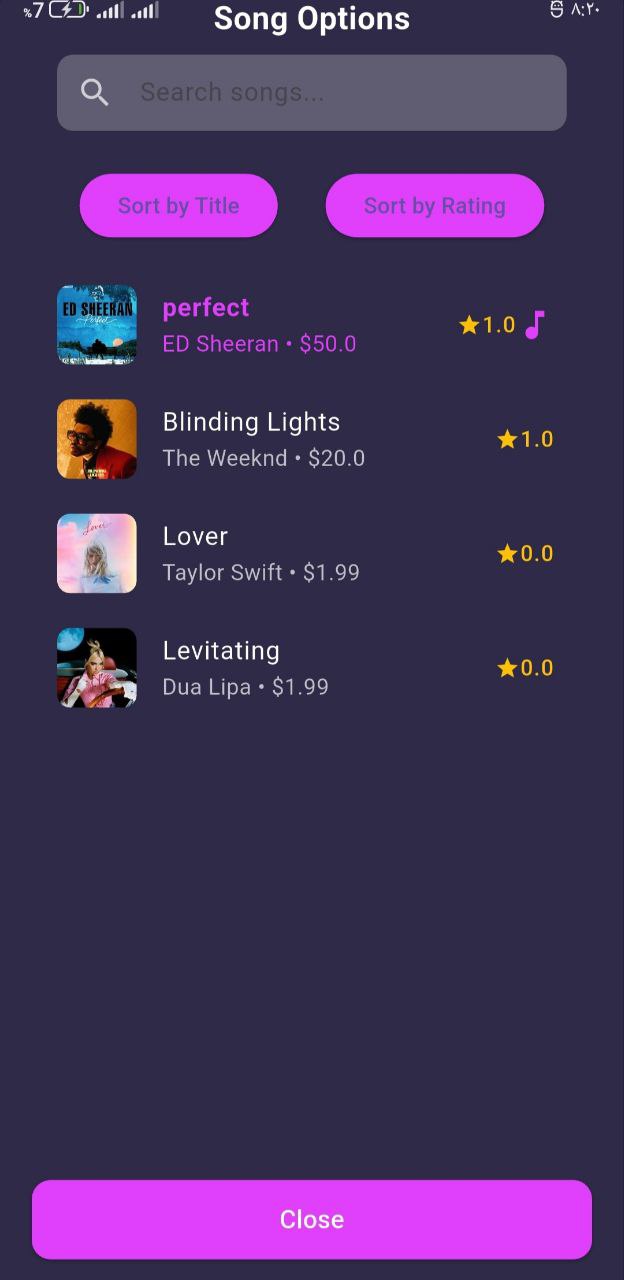 %7 ٨:٢٠
Song Options
Search songs...
Sort by Title Sort by Rating
ED SHEERAN
Perfect
perfect
ED Sheeran • $50.0
1.0
Blinding Lights
The Weeknd • $20.0
1.0
Lover
Lover
Taylor Swift • $1.99
0.0
Levitating
Dua Lipa • $1.99
0.0
Close